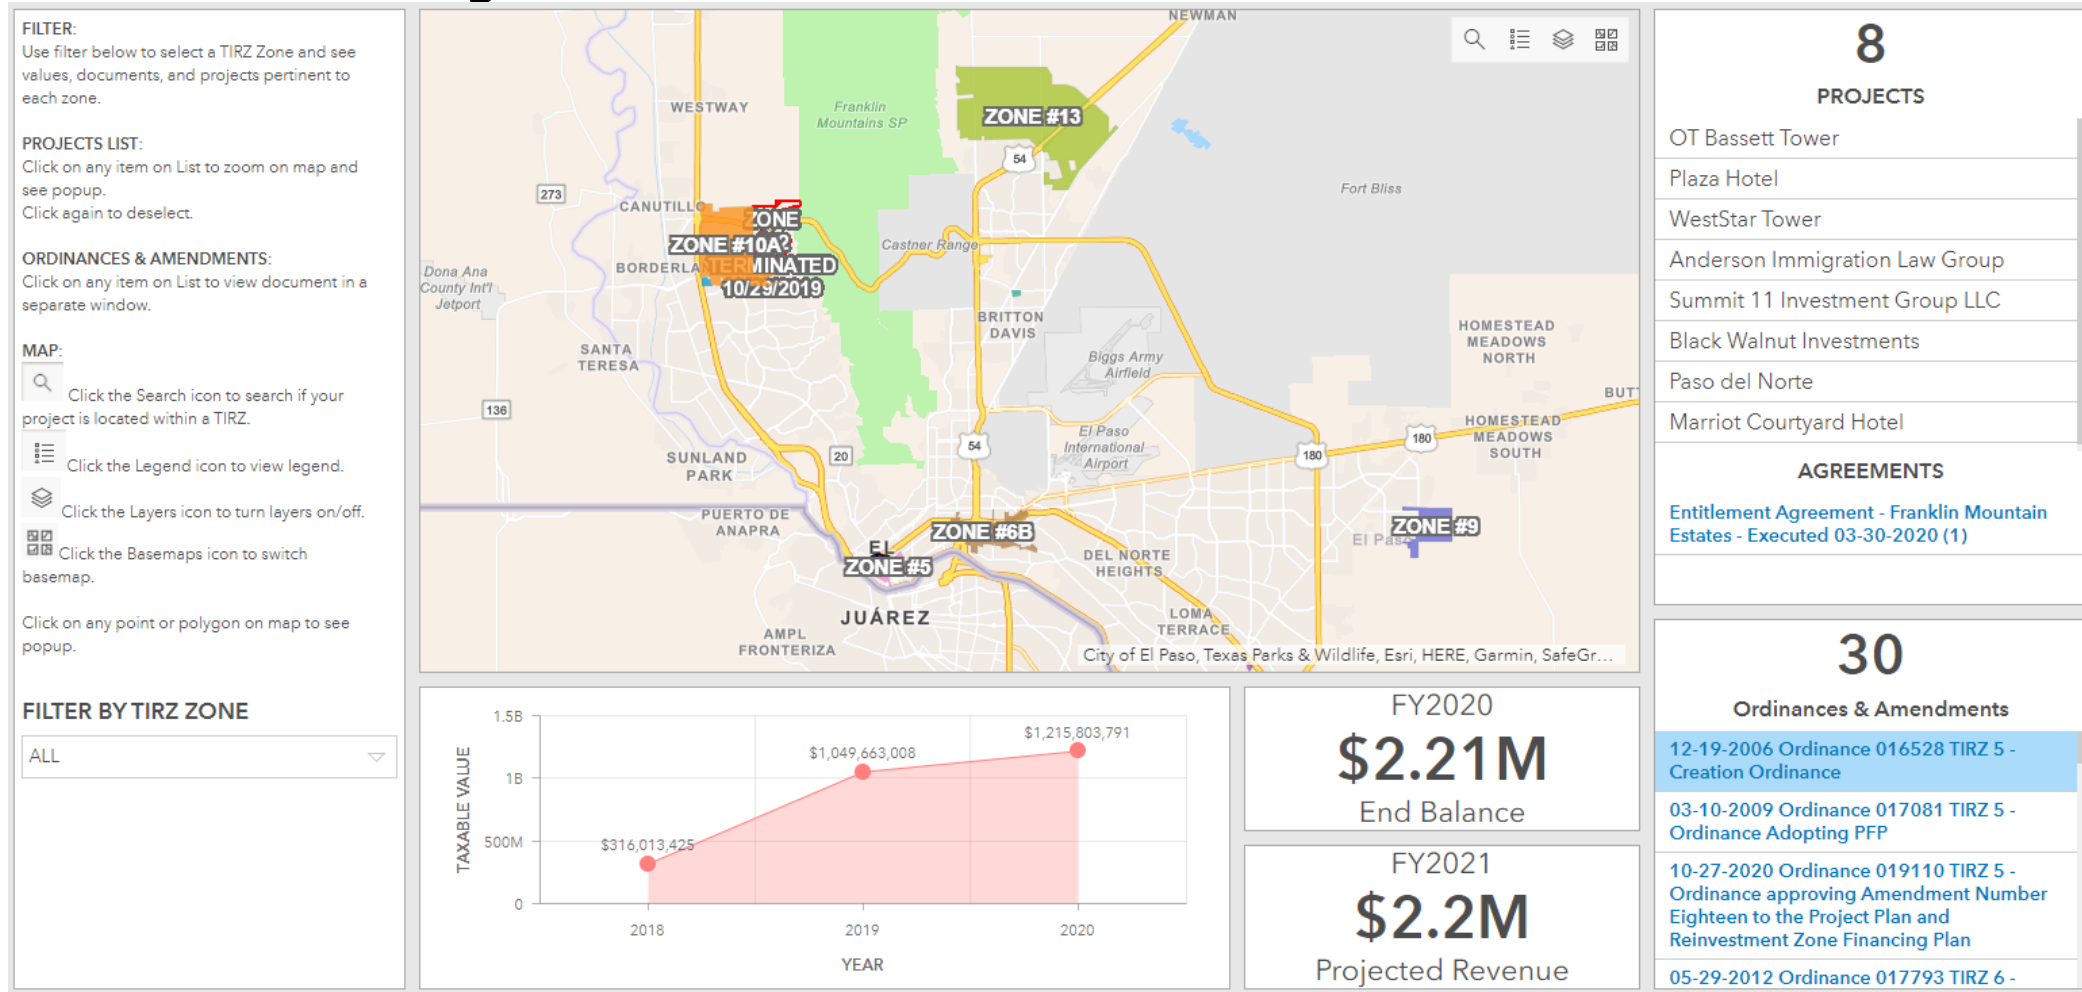 FILTER:
Use filter below to select a TIRZ Zone and see
values, documents, and projects pertinent to
each zone.
PROJECTS LIST:
Click on any item on List to zoom on map and
see popup.
Click again to deselect.
ORDINANCES & AMENDMENTS:
Click on any item on List to view document in a
separate window.
MAP:
Click the Search icon to search if your
project is located within a TIRZ.
Click the Legend icon to view legend.
Click the Layers icon to turn layers on/off.
Click the Basemaps icon to switch
basemap.
Click on any point or polygon on map to see
popup.
FILTER BY TIRZ ZONE
ALL
NEWMAN
WESTWAY
Franklin
Mountains SP
ZONE #13
54
273
CANUTILLO
Fort Bliss
ZONE
ZONE #10A?
Castner Range
BORDERLA
TERMINATED
10/29/2019
Dona Ana
County Int'l
Jetport
BRITTON
DAVIS
SANTA
TERESA
Biggs Army
Airfield
HOMESTEAD
MEADOWS
NORTH
BUT
136
HOMESTEAD
MEADOWS
SOUTH
El Paso
International
Airport
54
180
180
20
SUNLAND
PARK
PUERTO DE
ANAPRA
ZONE #6B
ZONE #9
El Paso
EL
ZONE #5
DEL NORTE
HEIGHTS
JUÁREZ
LOMA
TERRACE
AMPL
FRONTERIZA
City of El Paso, Texas Parks & Wildlife, Esri, HERE, Garmin, SafeGr...
TAXABLE VALUE
1.5B
1B
500M
0
$316,013,425
$1,049,663,008
$1,215,803,791
2018
2019
2020
YEAR
FY2020
$2.21M
End Balance
FY2021
$2.2M
Projected Revenue
8
PROJECTS
OT Bassett Tower
Plaza Hotel
WestStar Tower
Anderson Immigration Law Group
Summit 11 Investment Group LLC
Black Walnut Investments
Paso del Norte
Marriot Courtyard Hotel
AGREEMENTS
Entitlement Agreement - Franklin Mountain
Estates - Executed 03-30-2020 (1)
30
Ordinances & Amendments
12-19-2006 Ordinance 016528 TIRZ 5 -
Creation Ordinance
03-10-2009 Ordinance 017081 TIRZ 5 -
Ordinance Adopting PFP
10-27-2020 Ordinance 019110 TIRZ 5 -
Ordinance approving Amendment Number
Eighteen to the Project Plan and
Reinvestment Zone Financing Plan
05-29-2012 Ordinance 017793 TIRZ 6 -